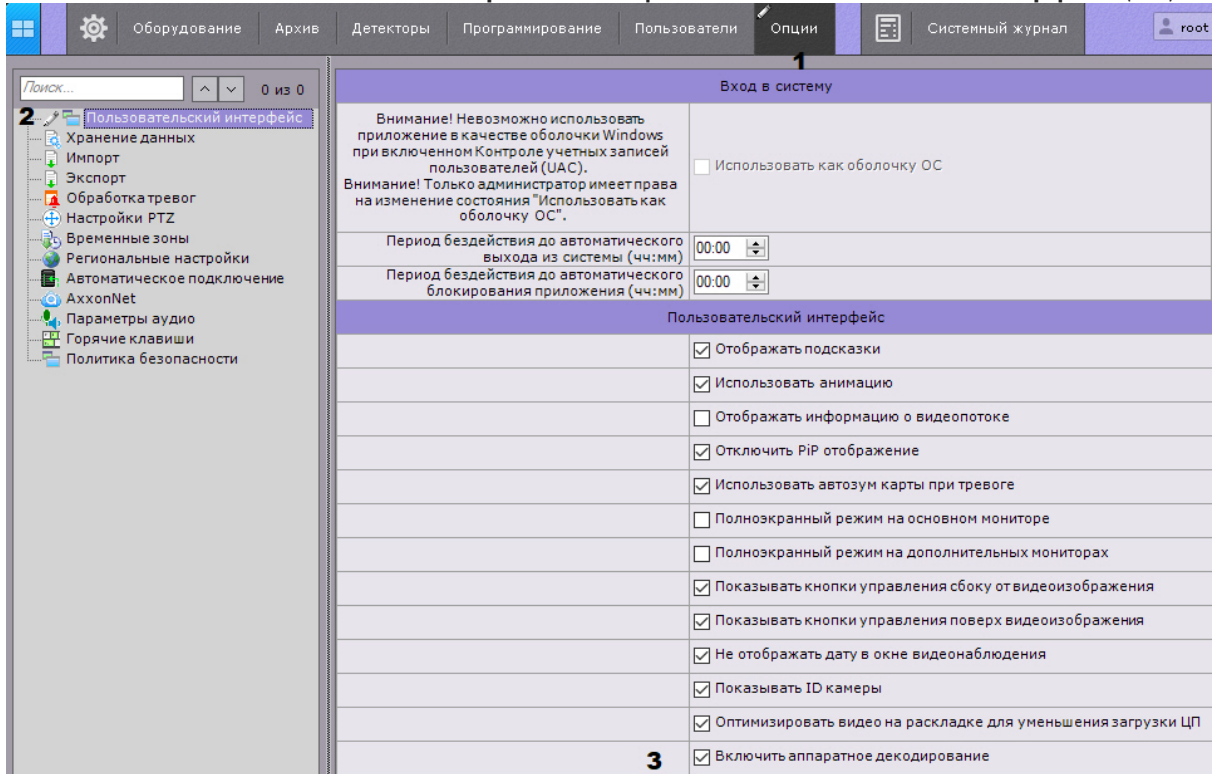 Оборудование Архив Детекторы Программирование Пользователи Опции Системный журнал root
1
Поиск... 0 из 0
2 Пользовательский интерфейс
Хранение данных
Импорт
Экспорт
Обработка тревог
Настройки PTZ
Временные зоны
Региональные настройки
Автоматическое подключение
AxxonNet
Параметры аудио
Горячие клавиши
Политика безопасности
Вход в систему
Внимание! Невозможно использовать
приложение в качестве оболочки Windows
при включенном Контроле учетных записей
пользователей (UAC).
Внимание! Только администратор имеет права
на изменение состояния "Использовать как
оболочку ОС".
Использовать как оболочку ОС
Период бездействия до автоматического
выхода из системы (чч:мм)
00:00
Период бездействия до автоматического
блокирования приложения (чч:мм)
00:00
Пользовательский интерфейс
Отображать подсказки
Использовать анимацию
Отображать информацию о видеопотоке
Отключить PiP отображение
Использовать автозум карты при тревоге
Полноэкранный режим на основном мониторе
Полноэкранный режим на дополнительных мониторах
Показывать кнопки управления сбоку от видеоизображения
Показывать кнопки управления поверх видеоизображения
Не отображать дату в окне видеонаблюдения
Показывать ID камеры
Оптимизировать видео на раскладке для уменьшения загрузки ЦП
3 Включить аппаратное декодирование